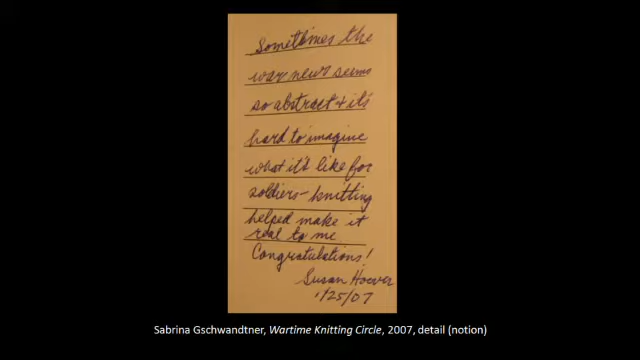 Sometimes the
war news seems
so abstract & it's
hard to imagine
what it's like for
soldiers - knitting
helped make it
real to me
Congratulations!
Susan Hoever
1/25/07
Sabrina Gschwandtner, Wartime Knitting Circle, 2007, detail (notion)